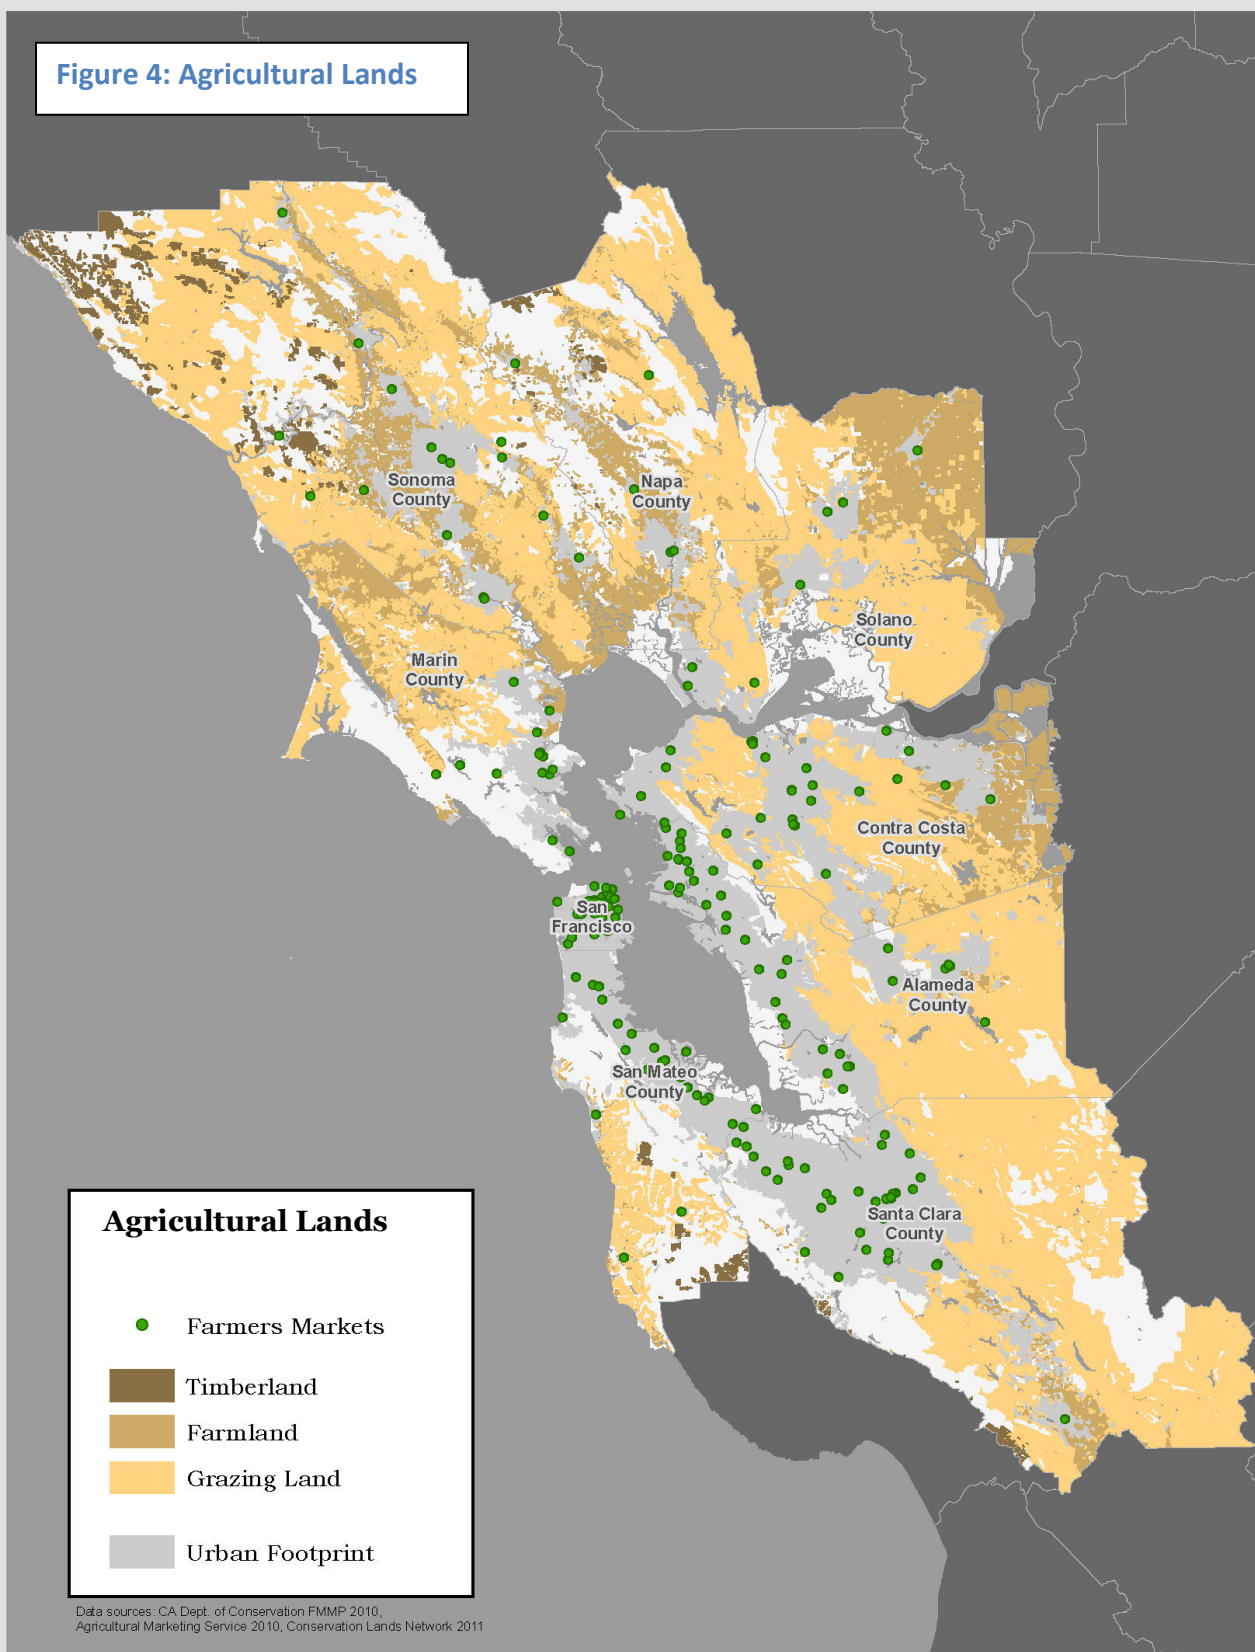 Figure 4: Agricultural Lands
Sonoma
County
Napa
County
Solano
County
Marin
County
Contra Costa
County
San
Francisco
Alameda
County
San Mateo
County
Santa Clara
County
Agricultural Lands
Farmers Markets
Timberland
Farmland
Grazing Land
Urban Footprint
Data sources: CA Dept. of Conservation FMMP 2010,
Agricultural Marketing Service 2010, Conservation Lands Network 2011